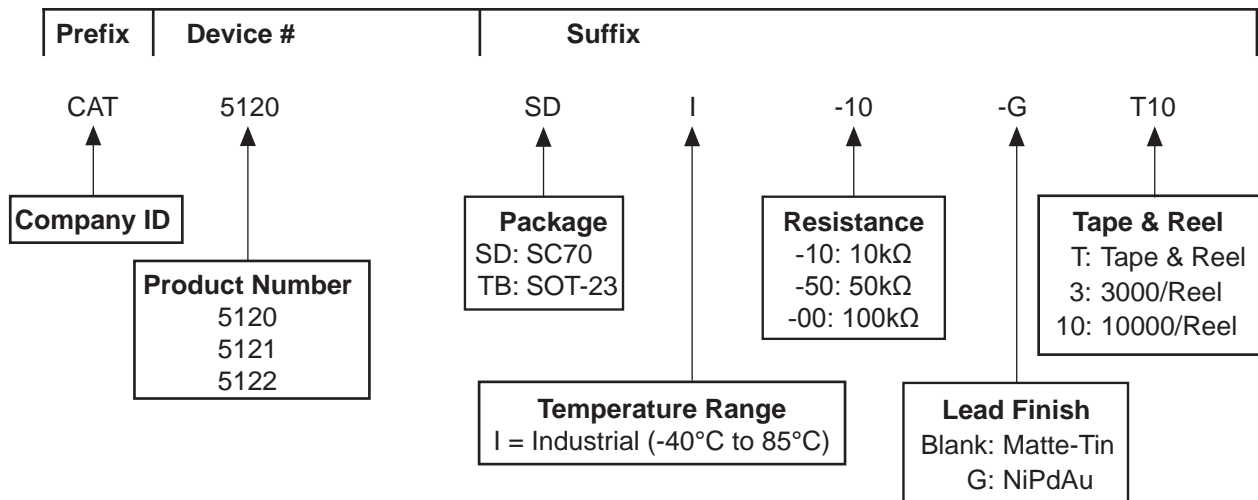 Prefix Device # Suffix
CAT 5120 SD I -10 -G T10
Company ID
Product Number
5120
5121
5122
Package
SD: SC70
TB: SOT-23
Resistance
-10: 10kΩ
-50: 50kΩ
-00: 100kΩ
Tape & Reel
T: Tape & Reel
3: 3000/Reel
10: 10000/Reel
Temperature Range
I = Industrial (-40°C to 85°C)
Lead Finish
Blank: Matte-Tin
G: NiPdAu